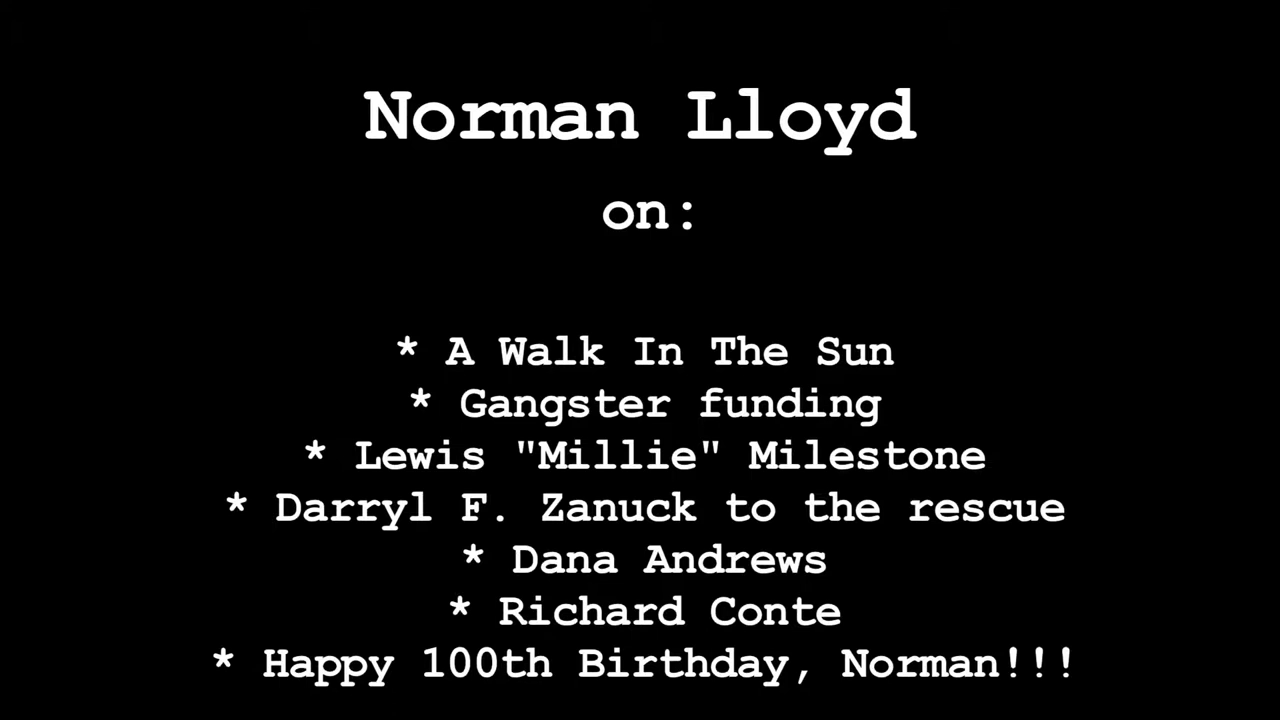 Norman Lloyd
on:
* A Walk In The Sun
* Gangster funding
* Lewis "Millie" Milestone
* Darryl F. Zanuck to the rescue
* Dana Andrews
* Richard Conte
* Happy 100th Birthday, Norman!!!